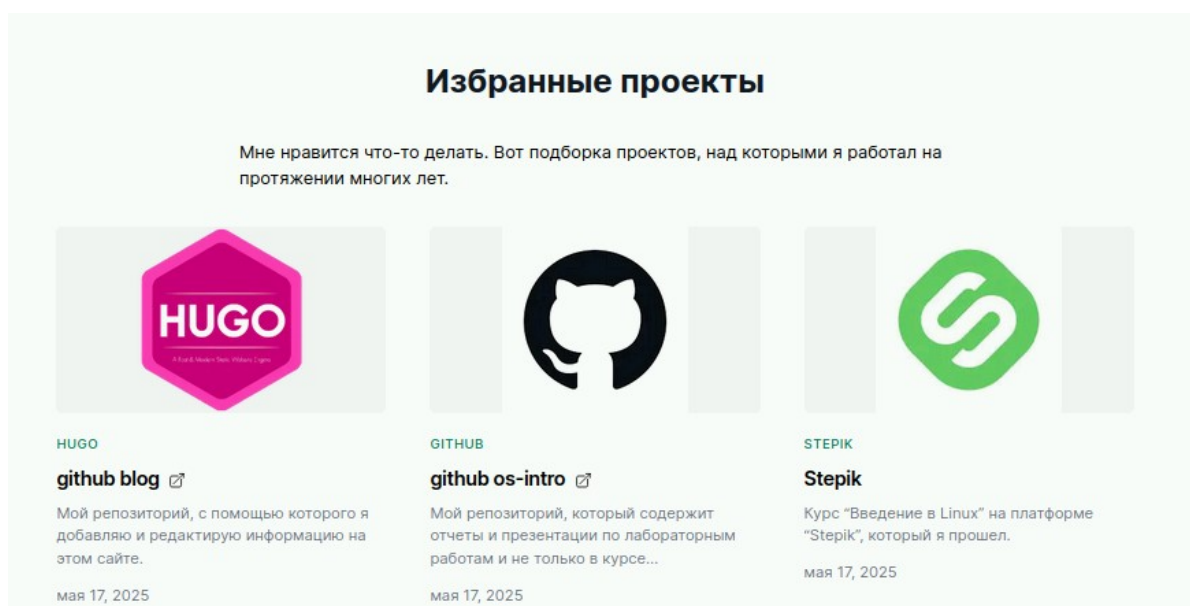 Избранные проекты
Мне нравится что-то делать. Вот подборка проектов, над которыми я работал на
протяжении многих лет.
HUGO
HUGO
github blog
Мой репозиторий, с помощью которого я
добавляю и редактирую информацию на
этом сайте.
мая 17, 2025
GITHUB
github os-intro
Мой репозиторий, который содержит
отчеты и презентации по лабораторным
работам и не только в курсе...
мая 17, 2025
STEPIK
Stepik
Курс “Введение в Linux” на платформе
“Stepik”, который я прошел.
мая 17, 2025